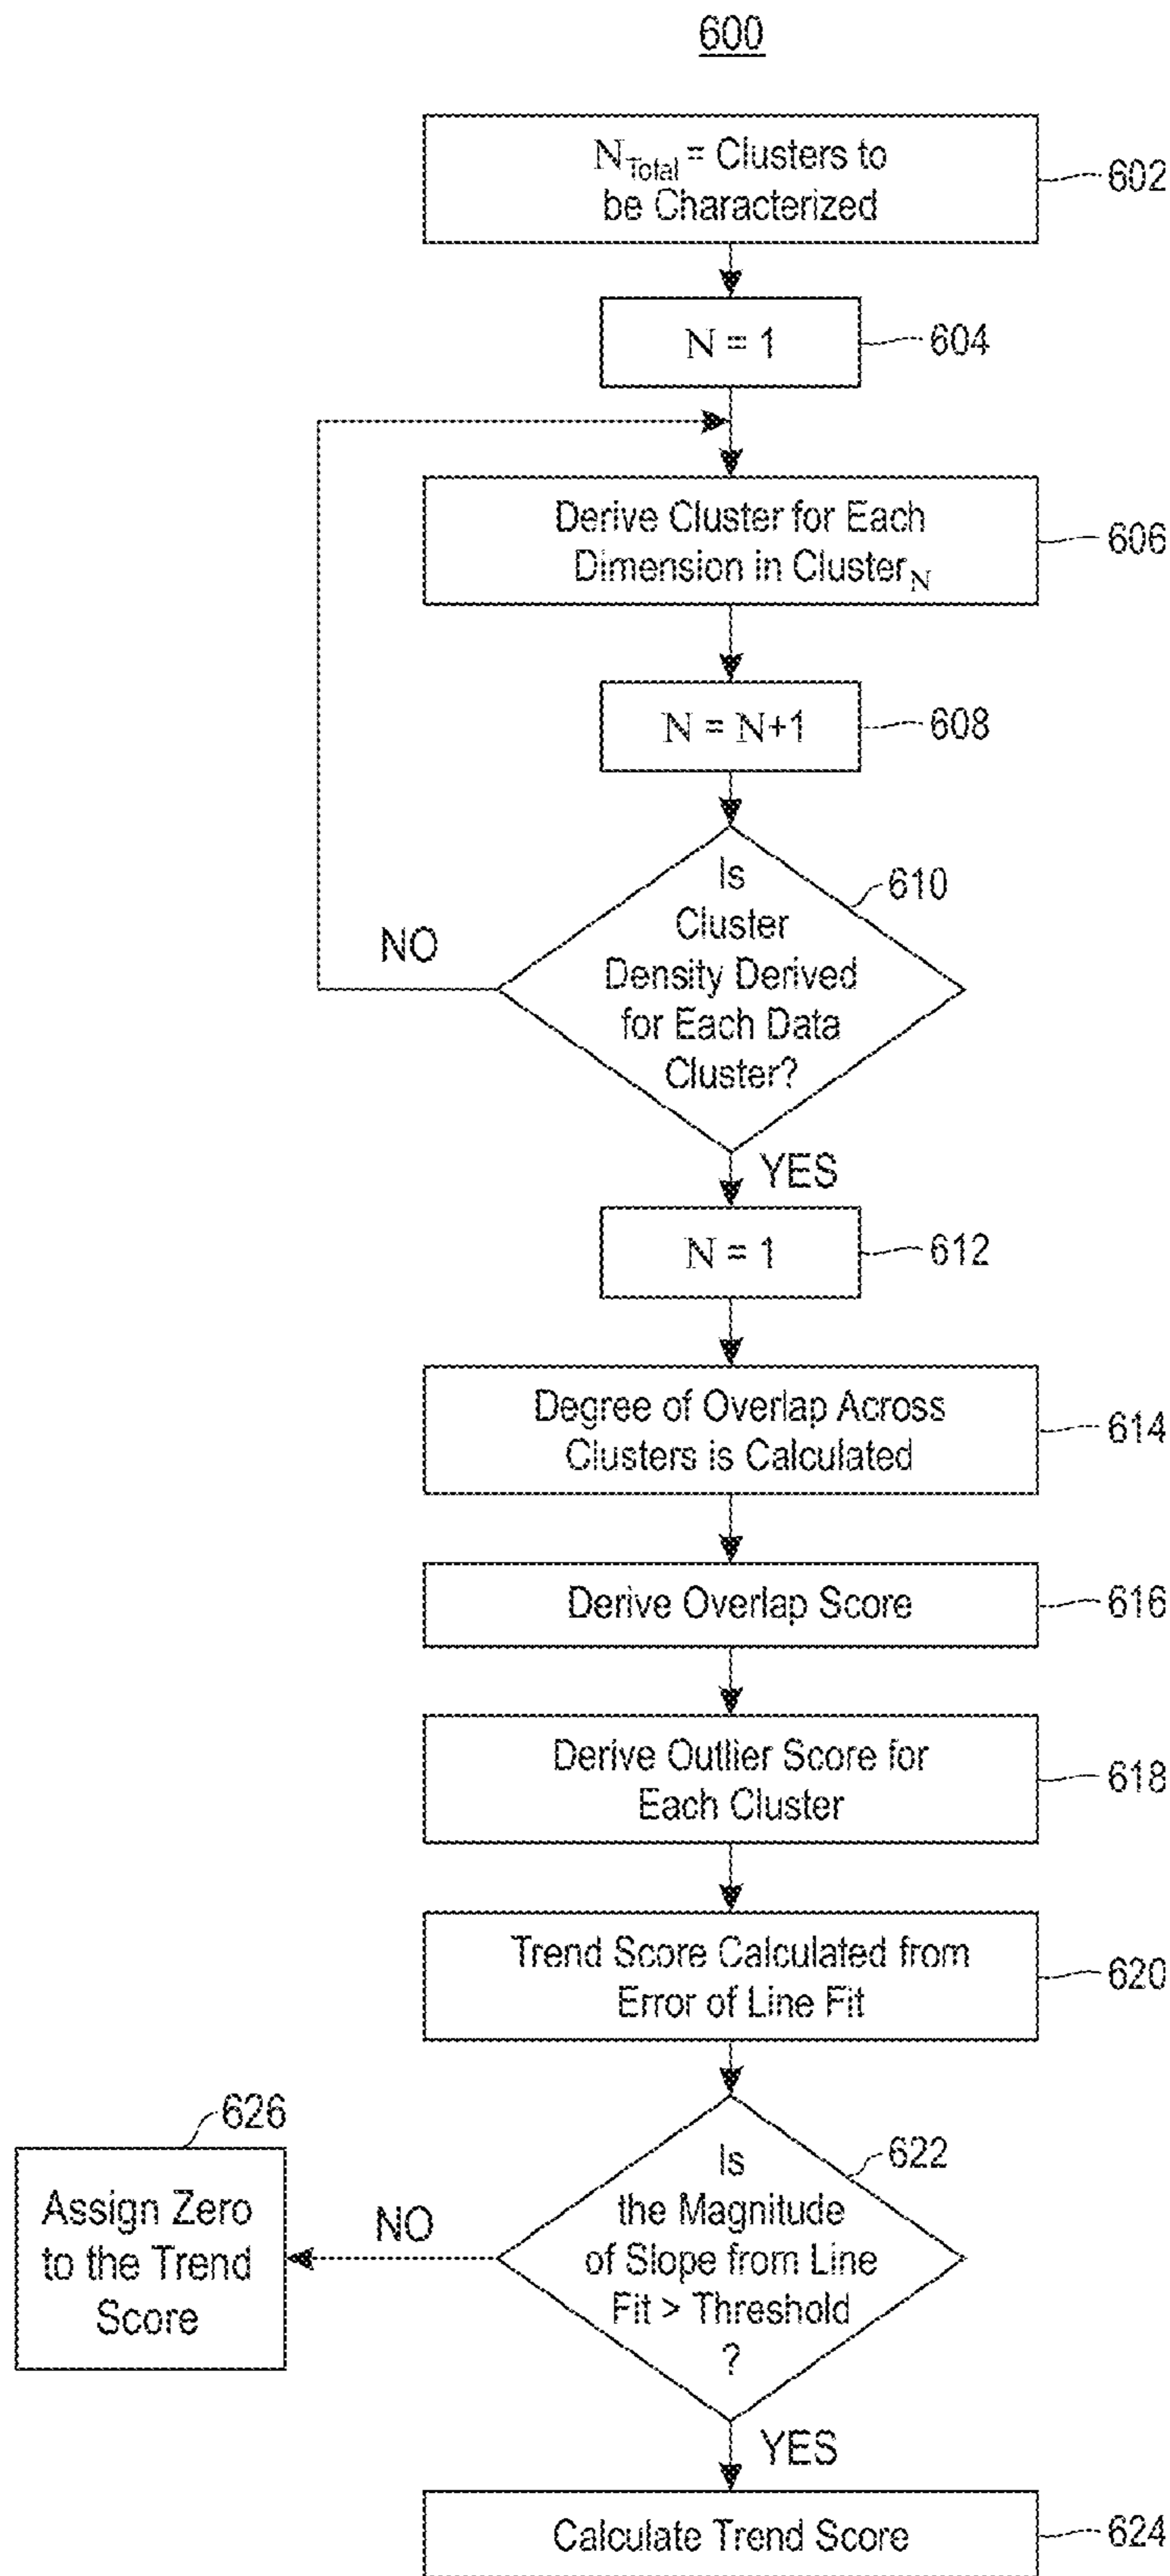 600
N_Total = Clusters to
be Characterized
602
N = 1
604
Derive Cluster for Each
Dimension in Cluster_N
606
N = N+1
608
Is
Cluster
Density Derived
for Each Data
Cluster?
610
NO
YES
N = 1
612
Degree of Overlap Across
Clusters is Calculated
614
Derive Overlap Score
616
Derive Outlier Score for
Each Cluster
618
Trend Score Calculated from
Error of Line Fit
620
Is
the Magnitude
of Slope from Line
Fit > Threshold
?
622
NO
626
Assign Zero
to the Trend
Score
YES
Calculate Trend Score
624